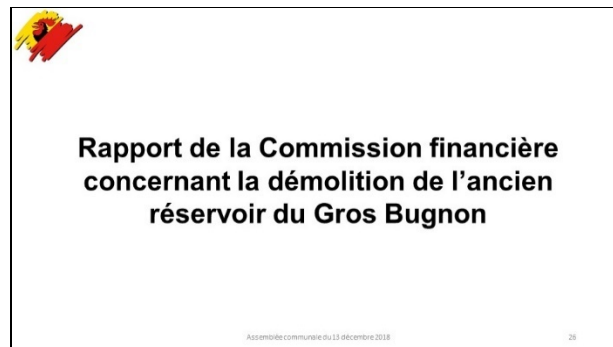 Rapport de la Commission financière
concernant la démolition de l’ancien
réservoir du Gros Bugnon
Assemblée communale du 13 décembre 2018 28